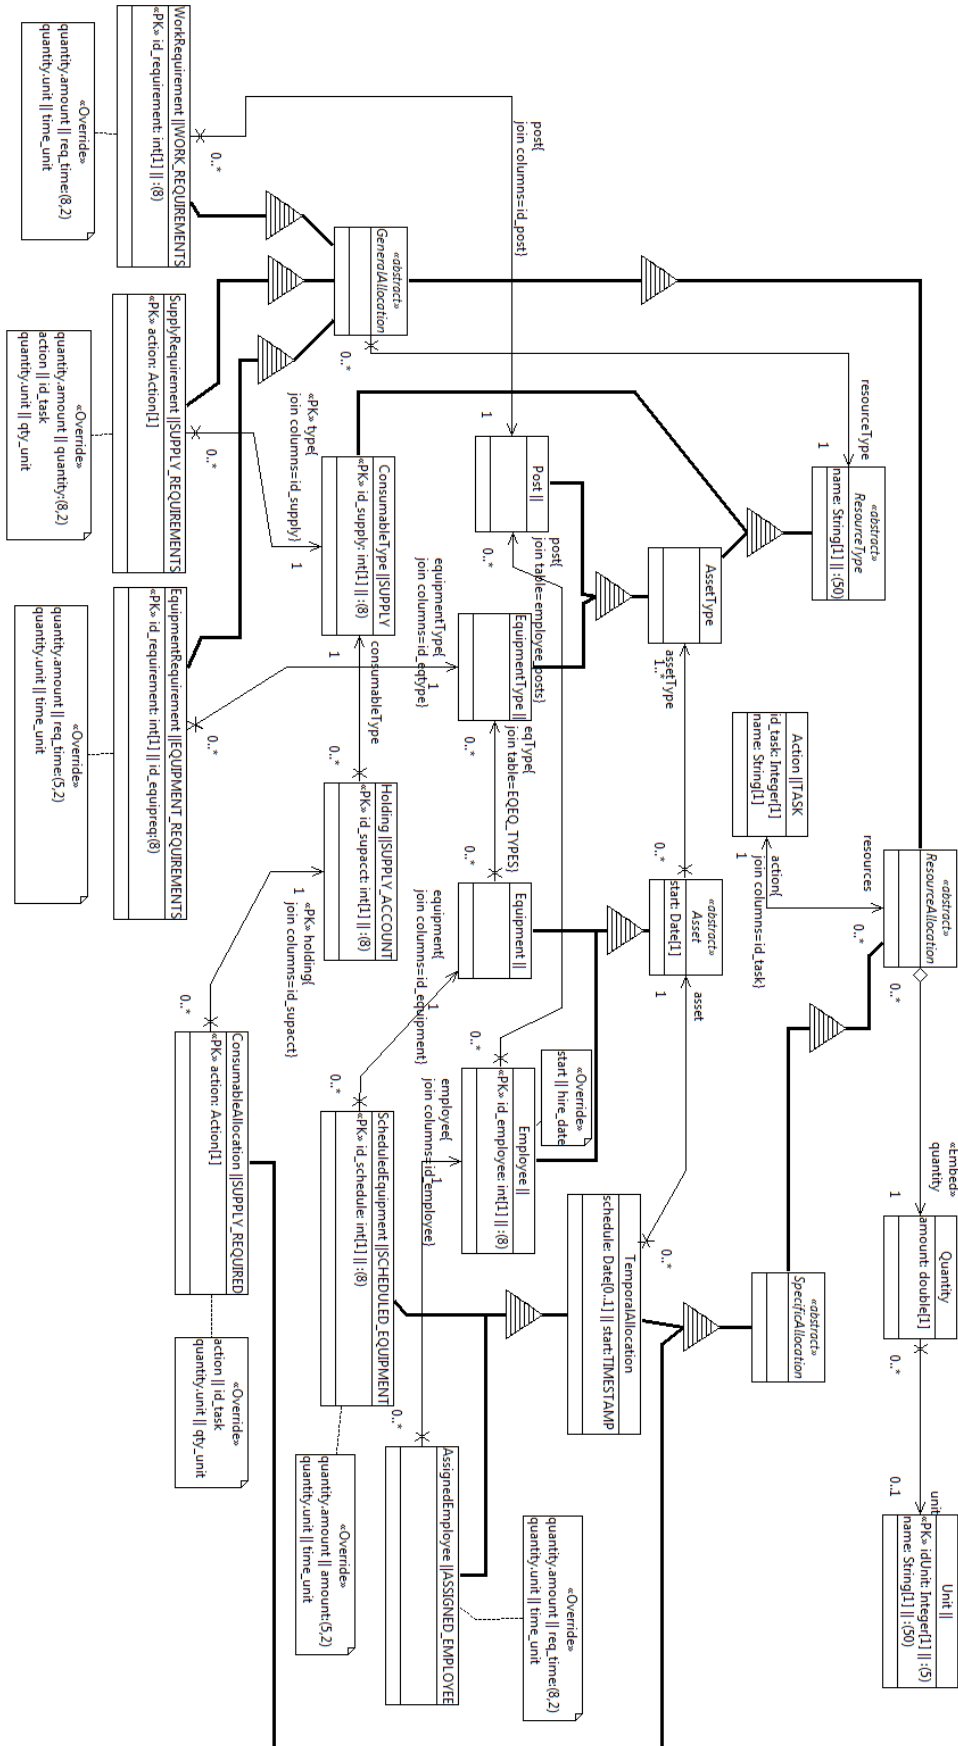 «abstract»
ResourceAllocation
resources
0..*
0..*
«Embed»
quantity
1
Quantity
amount: double[1]
0..*
0..1
unit
Unit ||
«PK» idUnit: Integer[1] || :(5)
name: String[1] || :(50)
«abstract»
ResourceType
name: String[1] || :(50)
resourceType
1
Action ||TASK
id_task: Integer[1]
name: String[1]
action{
join columns=id_task}
1
«abstract»
SpecificAllocation
AssetType
assetType
1..*
0..*
«abstract»
Asset
start: Date[1]
asset
1
0..*
TemporalAllocation
schedule: Date[0..1] || start:TIMESTAMP
post{
join columns=id_post}
1
Post ||
0..*
post{
join table=employee_posts}
EquipmentType ||
equipmentType{
join columns=id_eqtype}
1
0..*
eqType{
join table=EQEQ_TYPES}
0..*
Equipment ||
equipment{
join columns=id_equipment}
1
«Override»
start || hire_date
0..*
Employee ||
«PK» id_employee: int[1] || :(8)
employee{
join columns=id_employee}
1
«Override»
quantity.amount || req_time:(8,2)
quantity.unit || time_unit
«abstract»
GeneralAllocation
0..*
«PK» type{
join columns=id_supply}
1
ConsumableType ||SUPPLY
«PK» id_supply: int[1] || :(8)
1
consumableType
0..*
Holding ||SUPPLY_ACCOUNT
«PK» id_supacct: int[1] || :(8)
1
«PK» holding{
join columns=id_supacct}
0..*
ScheduledEquipment ||SCHEDULED_EQUIPMENT
«PK» id_schedule: int[1] || :(8)
0..*
AssignedEmployee ||ASSIGNED_EMPLOYEE
«Override»
quantity.amount || amount:(5,2)
quantity.unit || time_unit
WorkRequirement ||WORK_REQUIREMENTS
«PK» id_requirement: int[1] || :(8)
0..*
SupplyRequirement ||SUPPLY_REQUIREMENTS
«PK» action: Action[1]
0..*
EquipmentRequirement ||EQUIPMENT_REQUIREMENTS
«PK» id_requirement: int[1] || id_equipreq:(8)
0..*
0..*
ConsumableAllocation ||SUPPLY_REQUIRED
«PK» action: Action[1]
«Override»
action || id_task
quantity.unit || qty_unit
«Override»
quantity.amount || req_time:(8,2)
quantity.unit || time_unit
«Override»
quantity.amount || quantity:(8,2)
action || id_task
quantity.unit || qty_unit
«Override»
quantity.amount || req_time:(5,2)
quantity.unit || time_unit